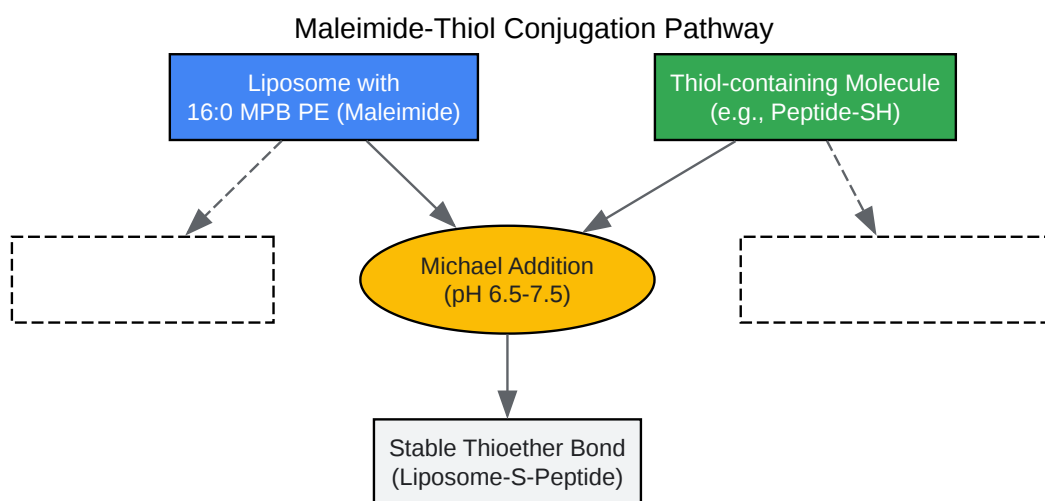 Maleimide-Thiol Conjugation Pathway
Liposome with
16:0 MPB PE (Maleimide)
Thiol-containing Molecule
(e.g., Peptide-SH)
Michael Addition
(pH 6.5-7.5)
Stable Thioether Bond
(Liposome-S-Peptide)